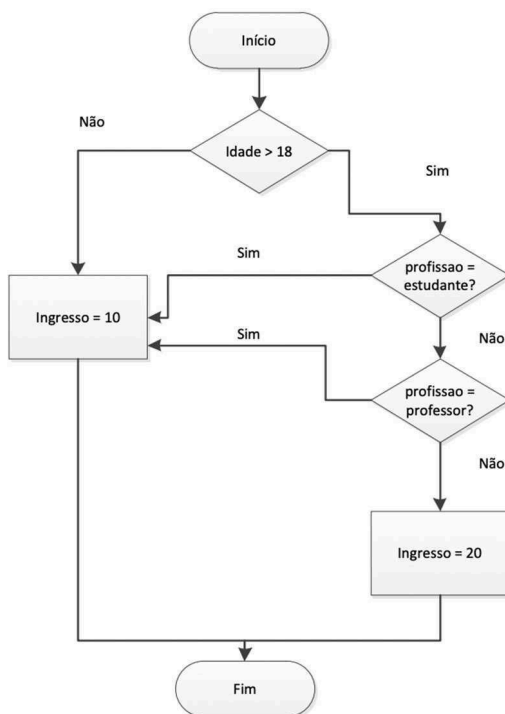 Início
Não
Idade > 18
Sim
Sim
profissao =
estudante?
Ingresso = 10
Não
Sim
profissao =
professor?
Não
Ingresso = 20
Fim